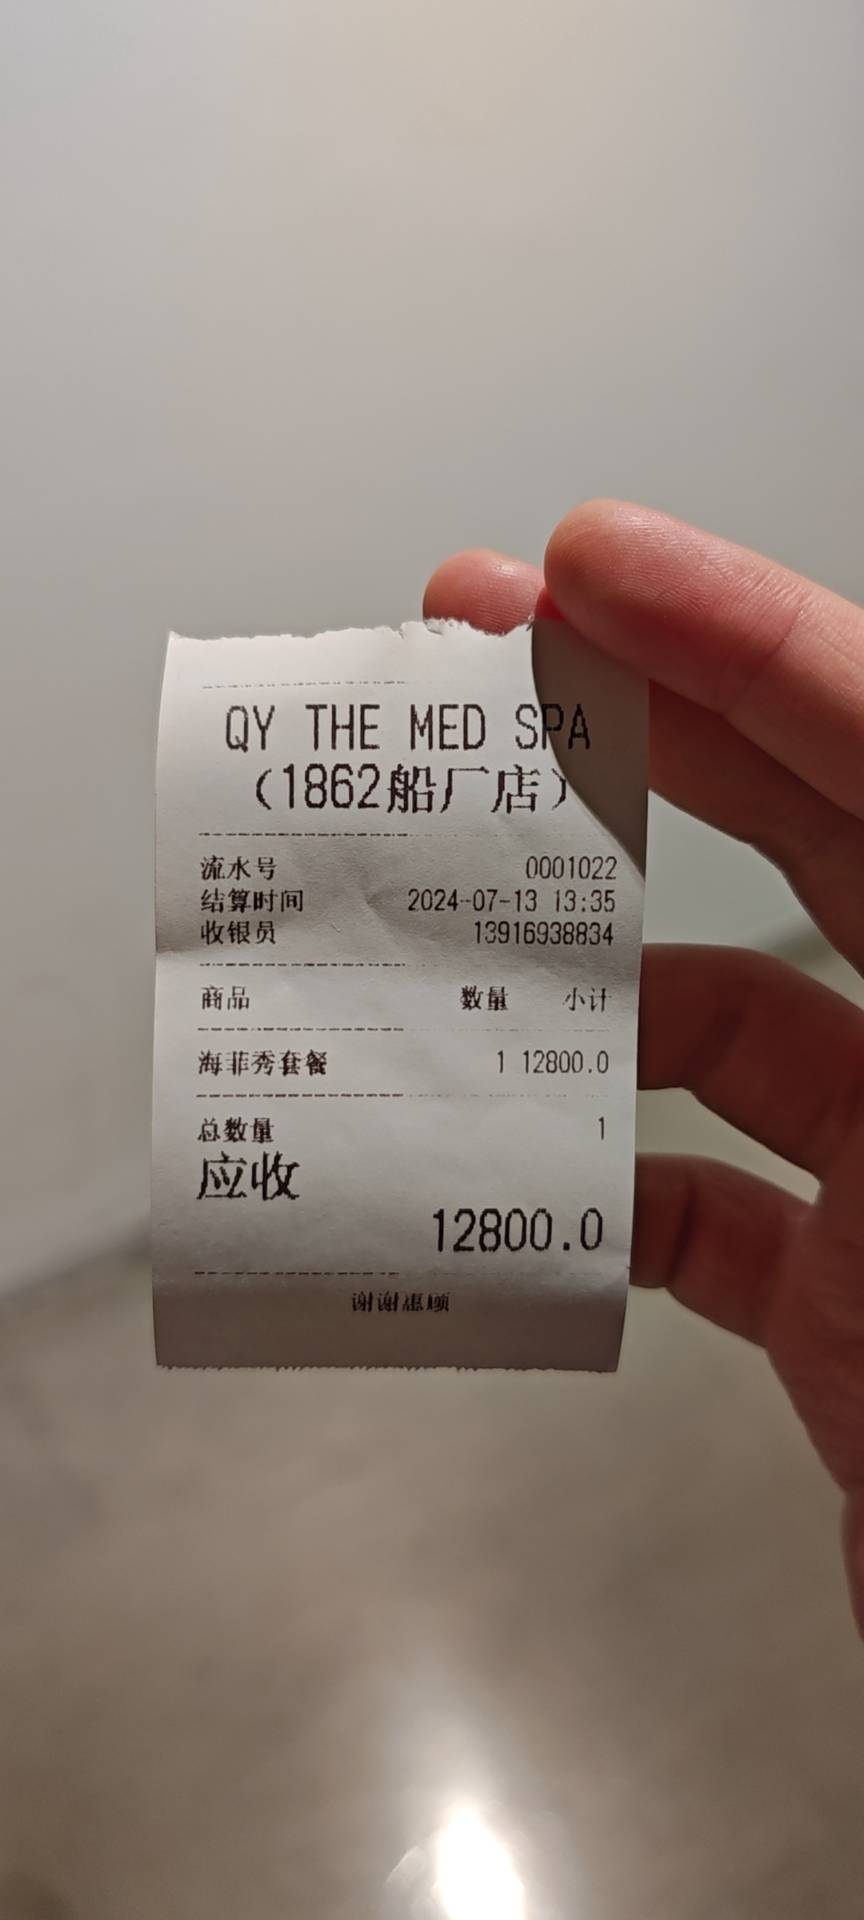 QY THE MED SPA
（1862船厂店）
流水号 0001022
结算时间 2024-07-13 13:35
收银员 13916938834
商品 数量 小计
海菲秀套餐 1 12800.0
总数量 1
应收
12800.0
谢谢惠顾